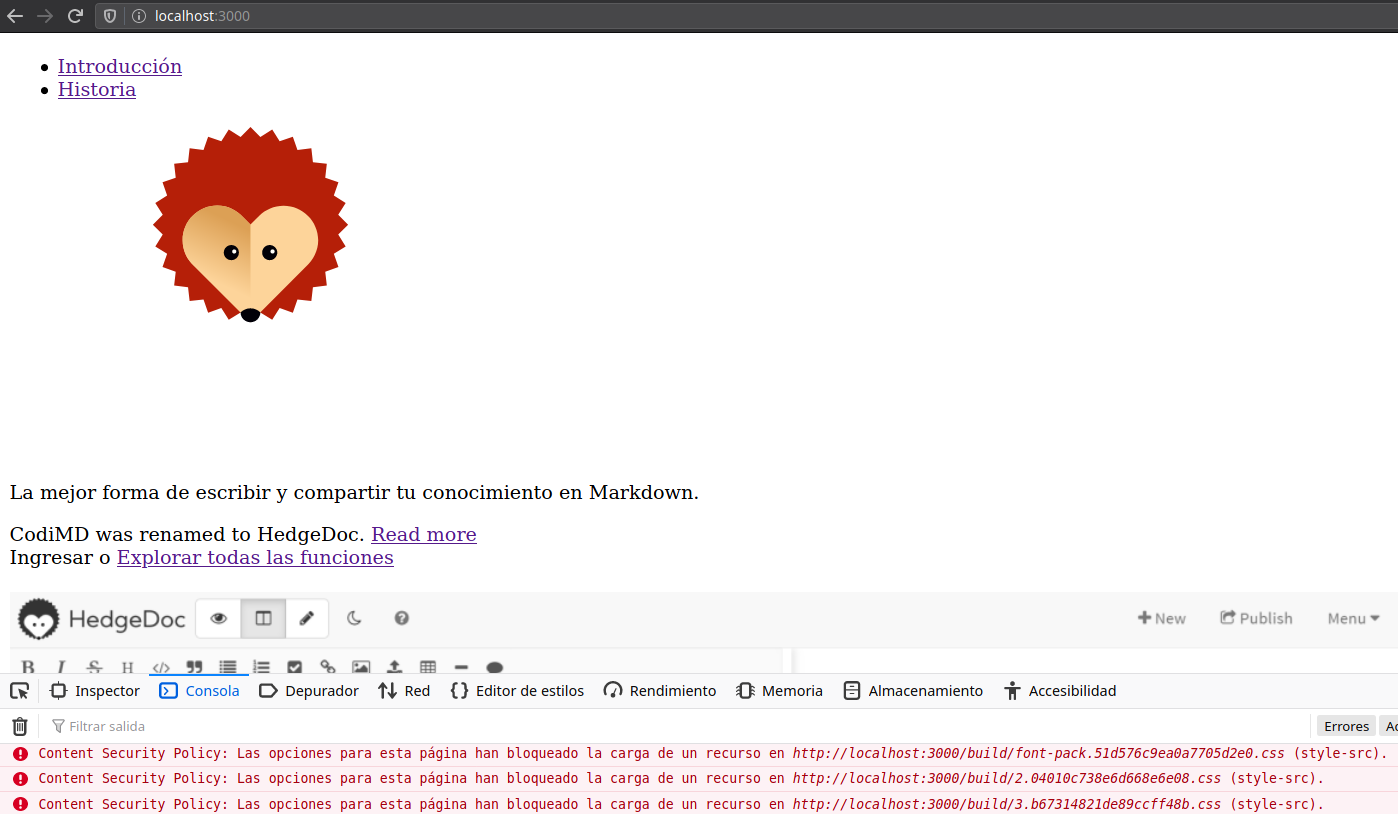 localhost:3000
Introducción
Historia
La mejor forma de escribir y compartir tu conocimiento en Markdown.
CodiMD was renamed to HedgeDoc. Read more
Ingresar o Explorar todas las funciones
HedgeDoc New Publish Menu
B I S H </>
Inspector Consola Depurador Red Editor de estilos Rendimiento Memoria Almacenamiento Accesibilidad
Filtrar salida Errores
Content Security Policy: Las opciones para esta página han bloqueado la carga de un recurso en http://localhost:3000/build/font-pack.51d576c9ea0a7705d2e0.css (style-src).
Content Security Policy: Las opciones para esta página han bloqueado la carga de un recurso en http://localhost:3000/build/2.04010c738e6d668e6e08.css (style-src).
Content Security Policy: Las opciones para esta página han bloqueado la carga de un recurso en http://localhost:3000/build/3.b67314821de89ccff48b.css (style-src).